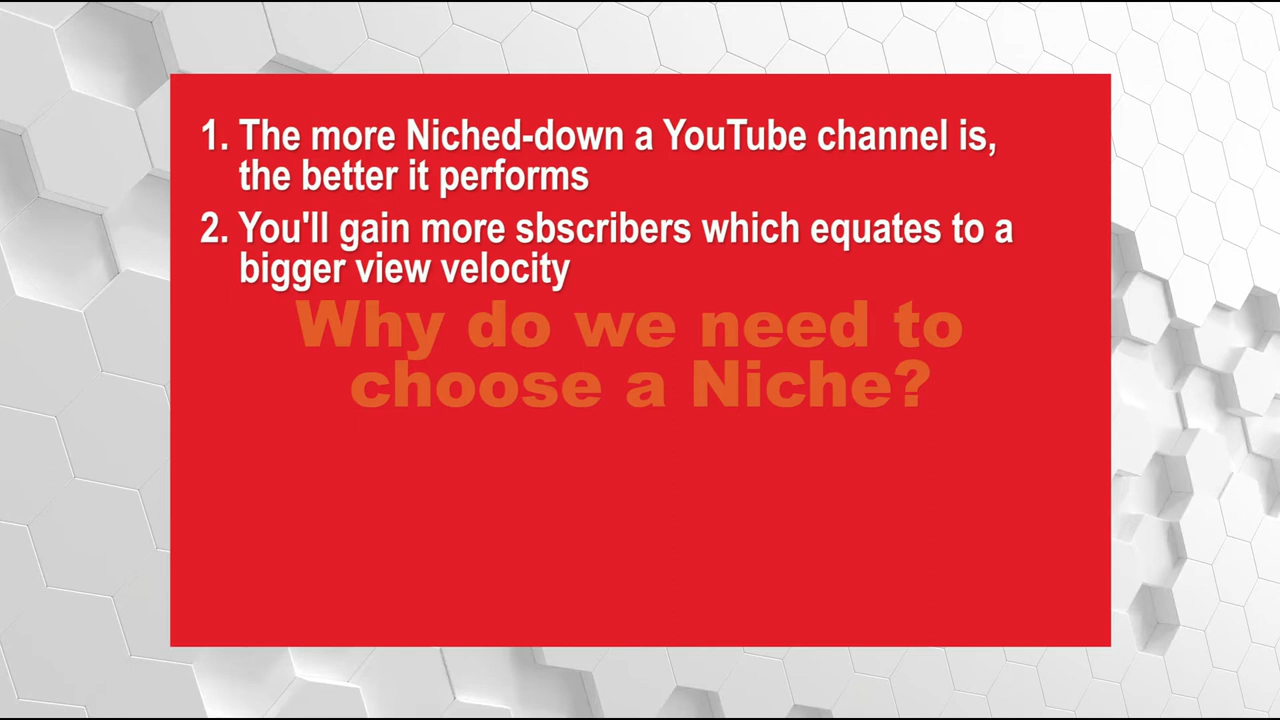 1. The more Niched-down a YouTube channel is,
the better it performs
2. You'll gain more sbscribers which equates to a
bigger view velocity
Why do we need to
choose a Niche?